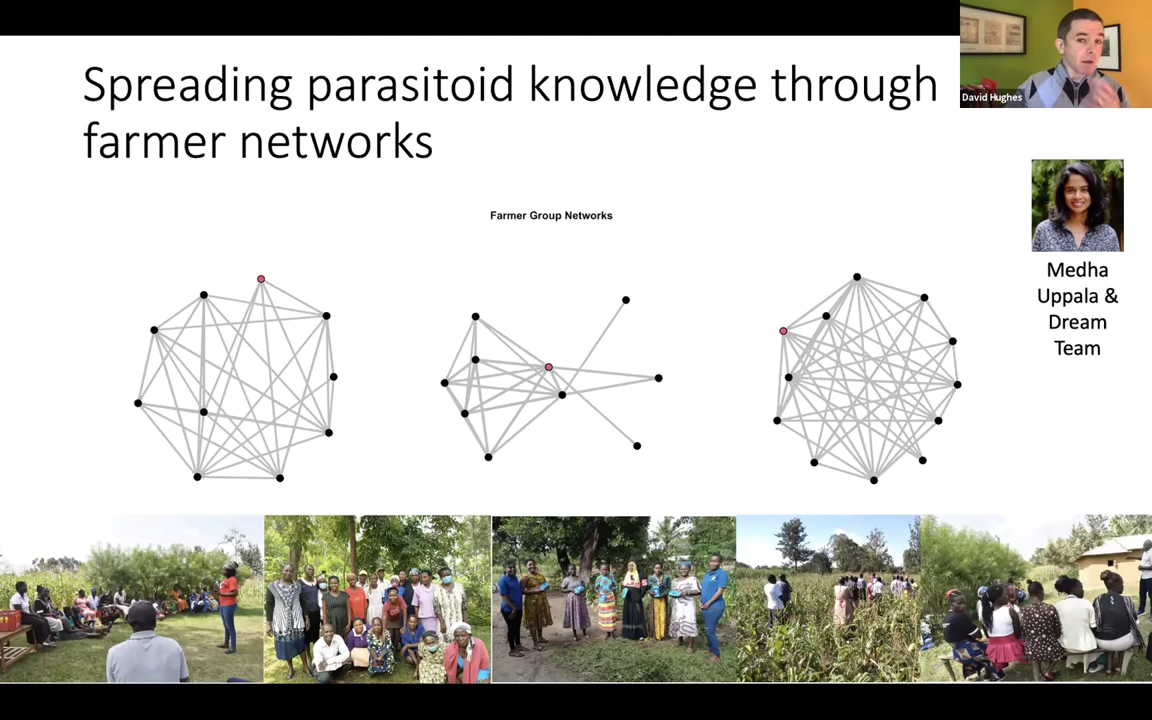 Spreading parasitoid knowledge through
farmer networks
David Hughes
Farmer Group Networks
Medha
Uppala &
Dream
Team